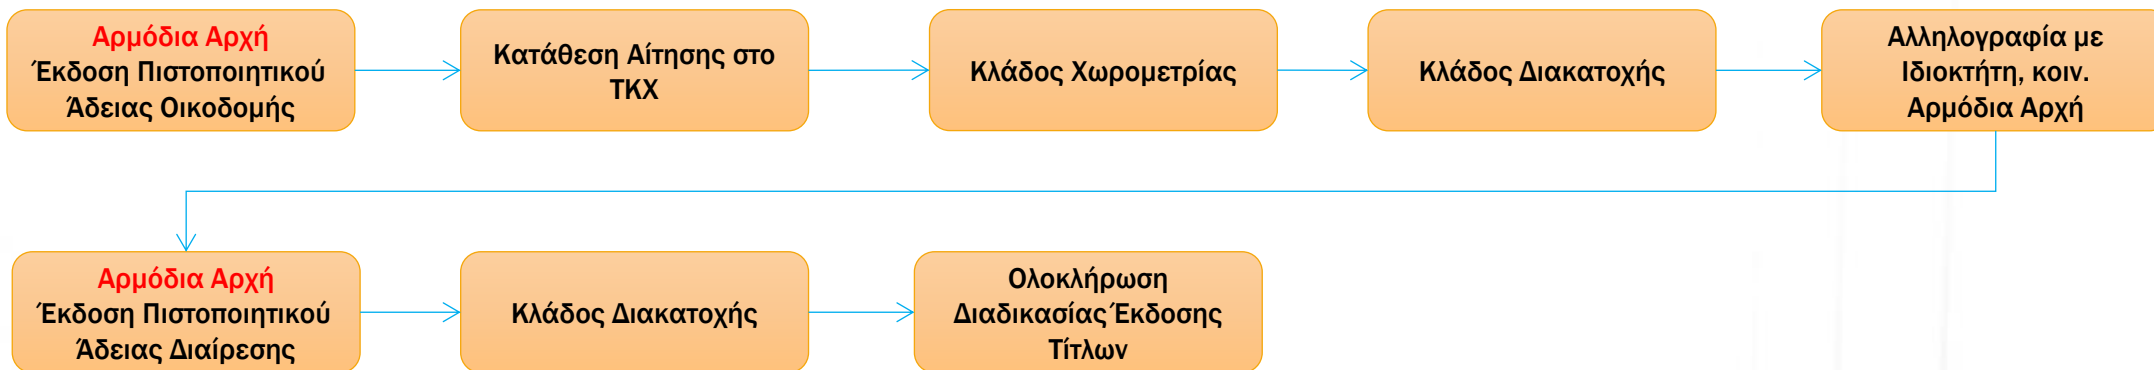 Αρμόδια Αρχή
Έκδοση Πιστοποιητικού
Άδειας Οικοδομής
Κατάθεση Αίτησης στο
ΤΚΧ
Κλάδος Χωρομετρίας
Κλάδος Διακατοχής
Αλληλογραφία με
Ιδιοκτήτη, κοιν.
Αρμόδια Αρχή
Αρμόδια Αρχή
Έκδοση Πιστοποιητικού
Άδειας Διαίρεσης
Κλάδος Διακατοχής
Ολοκλήρωση
Διαδικασίας Έκδοσης
Τίτλων